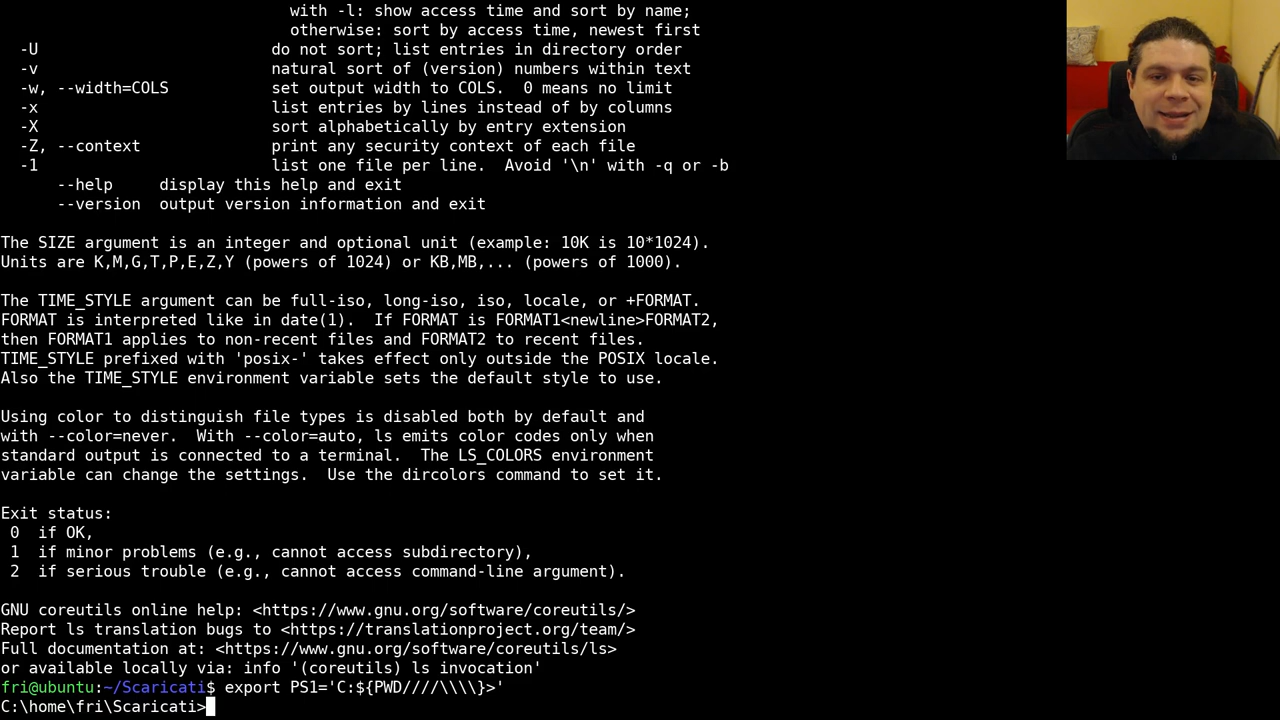 with -l: show access time and sort by name;
otherwise: sort by access time, newest first
-U                         do not sort; list entries in directory order
-v                         natural sort of (version) numbers within text
-w, --width=COLS           set output width to COLS.  0 means no limit
-x                         list entries by lines instead of by columns
-X                         sort alphabetically by entry extension
-Z, --context              print any security context of each file
-1                         list one file per line.  Avoid '\n' with -q or -b
--help     display this help and exit
--version  output version information and exit
The SIZE argument is an integer and optional unit (example: 10K is 10*1024).
Units are K,M,G,T,P,E,Z,Y (powers of 1024) or KB,MB,... (powers of 1000).
The TIME_STYLE argument can be full-iso, long-iso, iso, locale, or +FORMAT.
FORMAT is interpreted like in date(1).  If FORMAT is FORMAT1<newline>FORMAT2,
then FORMAT1 applies to non-recent files and FORMAT2 to recent files.
TIME_STYLE prefixed with 'posix-' takes effect only outside the POSIX locale.
Also the TIME_STYLE environment variable sets the default style to use.
Using color to distinguish file types is disabled both by default and
with --color=never.  With --color=auto, ls emits color codes only when
standard output is connected to a terminal.  The LS_COLORS environment
variable can change the settings.  Use the dircolors command to set it.
Exit status:
0  if OK,
1  if minor problems (e.g., cannot access subdirectory),
2  if serious trouble (e.g., cannot access command-line argument).
GNU coreutils online help: <https://www.gnu.org/software/coreutils/>
Report ls translation bugs to <https://translationproject.org/team/>
Full documentation at: <https://www.gnu.org/software/coreutils/ls>
or available locally via: info '(coreutils) ls invocation'
fri@ubuntu:~/Scaricati$ export PS1='C:${PWD////\\\\}>'
C:\home\fri\Scaricati>